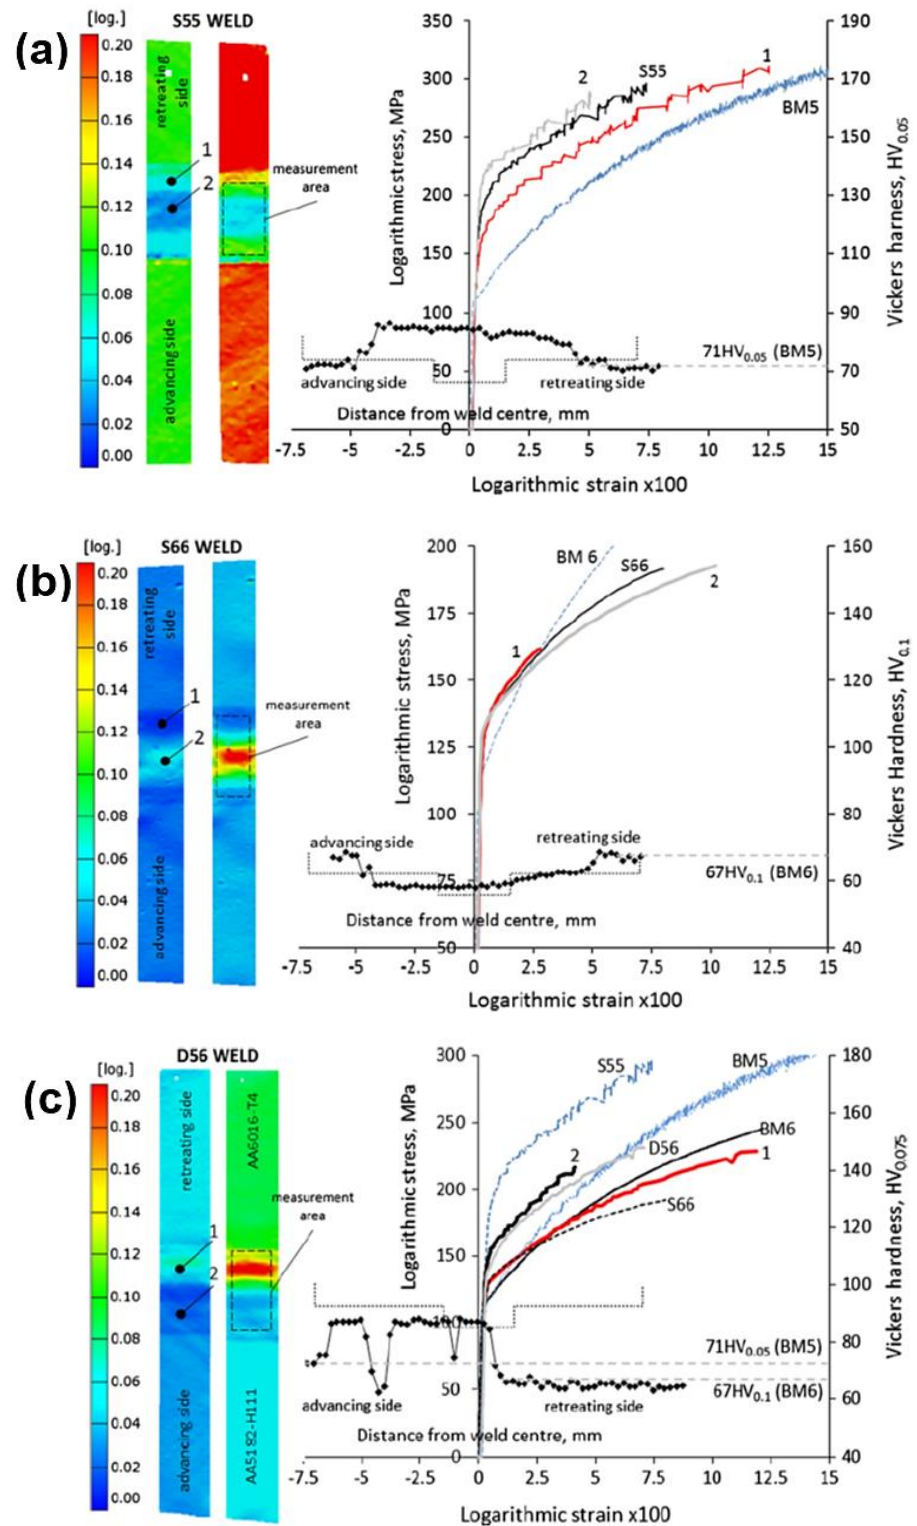 (a)
[log.]
S55 WELD
0.20
0.18
0.16
0.14
0.12
0.10
0.08
0.06
0.04
0.02
0.00
retreating
side
advancing side
1
2
measurement
area
Logarithmic stress, MPa
350
300
250
200
150
100
50
0
2
S55
1
BM5
190
170
150
130
110
90
70
50
Vickers harness, HV0.05
71HV0.05 (BM5)
advancing side
retreating side
Distance from weld centre, mm
-7.5
-5
-2.5
0
2.5
5
7.5
10
12.5
15
Logarithmic strain x100
(b)
[log.]
S66 WELD
0.20
0.18
0.16
0.14
0.12
0.10
0.08
0.06
0.04
0.02
0.00
retreating
side
advancing side
1
2
measurement
area
Logarithmic stress, MPa
200
175
150
125
100
75
50
BM 6
S66
2
1
150
140
120
100
80
60
40
Vickers Hardness, HV0.1
advancing side
retreating side
67HV0.1 (BM6)
Distance from weld centre, mm
-7.5
-5
-2.5
0
2.5
5
7.5
10
12.5
15
Logarithmic strain x100
(c)
[log.]
D56 WELD
0.20
0.18
0.16
0.14
0.12
0.10
0.08
0.06
0.04
0.02
0.00
retreating side
advancing side
AA6016-T4
AA5182-H111
1
2
measurement
area
Logarithmic stress, MPa
300
250
200
150
100
50
0
S55
BM5
2
D56
BM6
1
S66
180
160
140
120
100
80
60
40
Vickers hardness, HV0.075
71HV0.05 (BM5)
67HV0.1 (BM6)
advancing side
retreating side
Distance from weld centre, mm
-7.5
-5
-2.5
0
2.5
5
7.5
10
12.5
15
Logarithmic strain x100